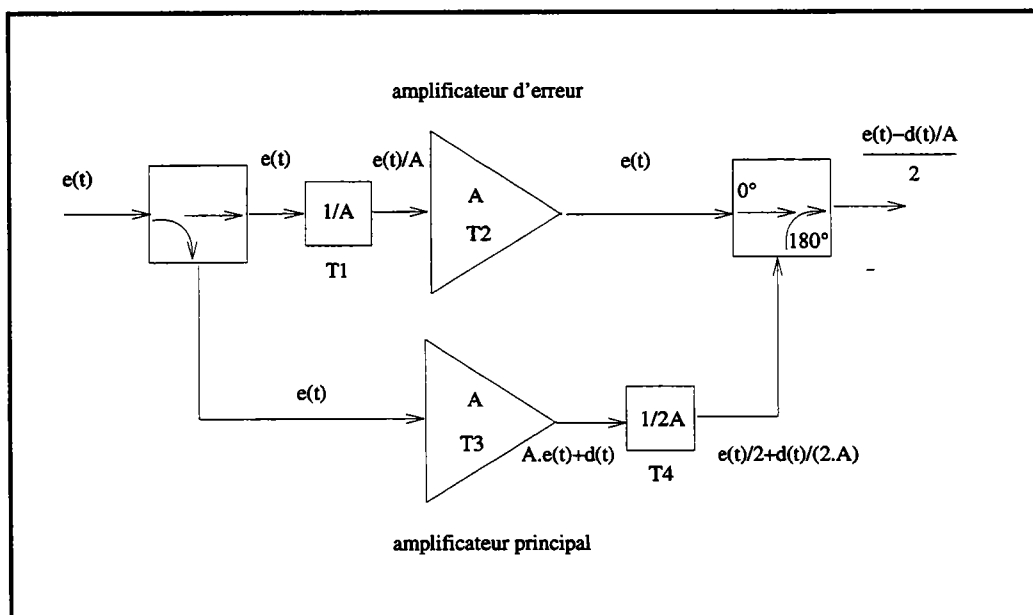 amplificateur d'erreur
e(t)
e(t)
1/A
T1
e(t)/A
A
T2
e(t)
0°
180°
e(t)−d(t)/A
2
−
e(t)
A
T3
A.e(t)+d(t)
1/2A
T4
e(t)/2+d(t)/(2.A)
amplificateur principal